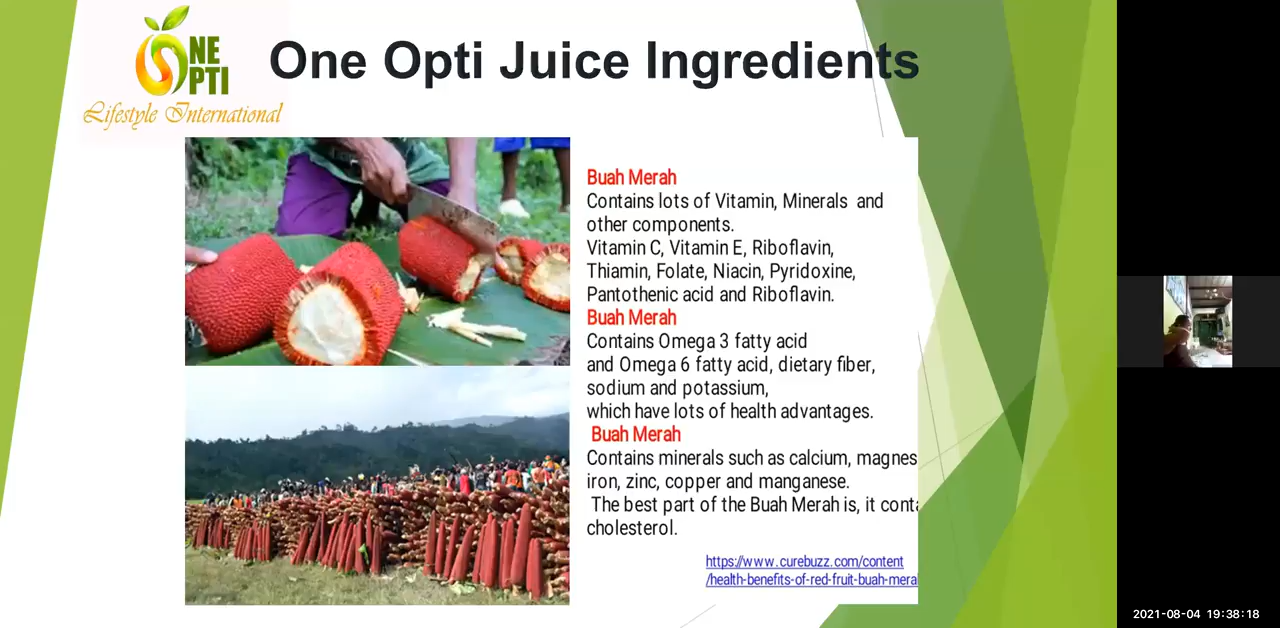 ONE
OPTI
Lifestyle International
One Opti Juice Ingredients
Buah Merah
Contains lots of Vitamin, Minerals and
other components.
Vitamin C, Vitamin E, Riboflavin,
Thiamin, Folate, Niacin, Pyridoxine,
Pantothenic acid and Riboflavin.
Buah Merah
Contains Omega 3 fatty acid
and Omega 6 fatty acid, dietary fiber,
sodium and potassium,
which have lots of health advantages.
Buah Merah
Contains minerals such as calcium, magnes
iron, zinc, copper and manganese.
The best part of the Buah Merah is, it conta
cholesterol.
https://www.curebuzz.com/content
/health-benefits-of-red-fruit-buah-mera
2021-08-04 19:38:18